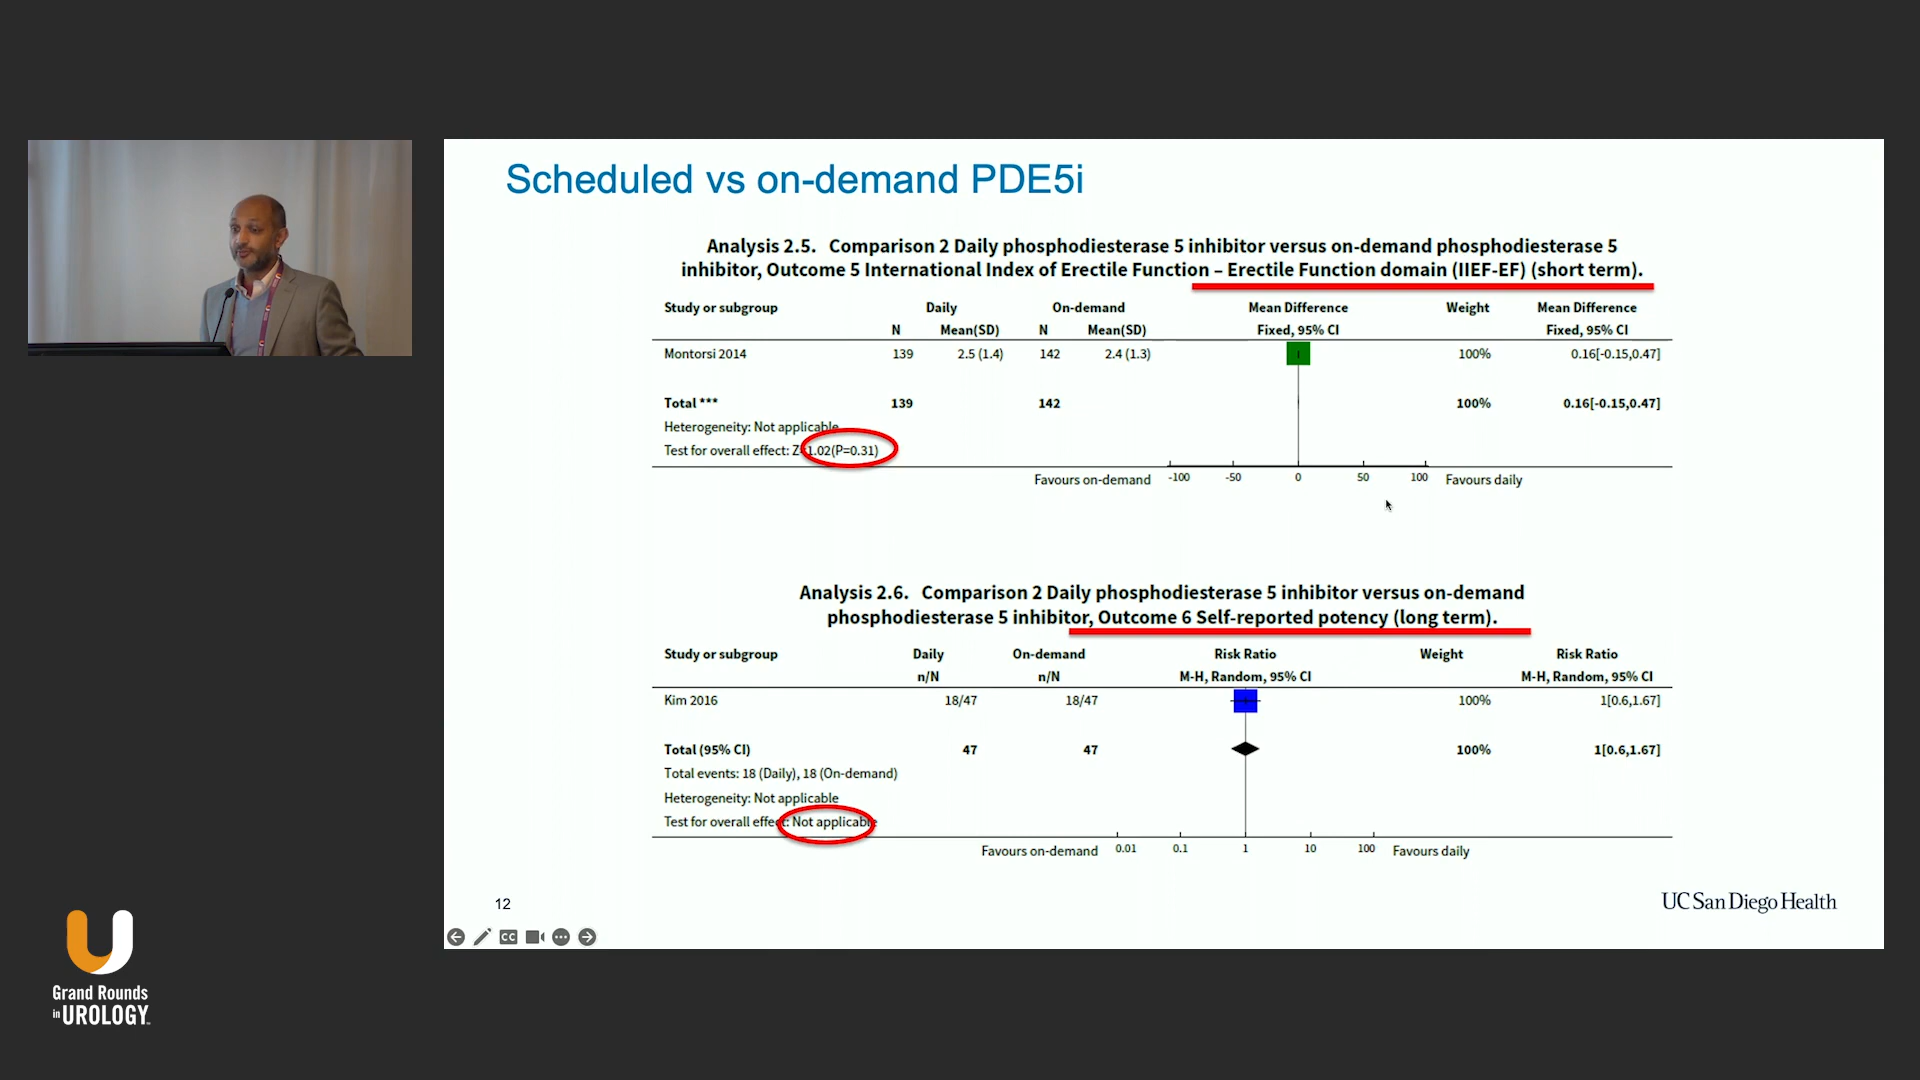 Scheduled vs on-demand PDE5i
Analysis 2.5. Comparison 2 Daily phosphodiesterase 5 inhibitor versus on-demand phosphodiesterase 5
inhibitor, Outcome 5 International Index of Erectile Function – Erectile Function domain (IIEF-EF) (short term).
Study or subgroup Daily On-demand Mean Difference Weight Mean Difference
N Mean(SD) N Mean(SD) Fixed, 95% CI Fixed, 95% CI
Montorsi 2014 139 2.5 (1.4) 142 2.4 (1.3) 100% 0.16[-0.15,0.47]
Total *** 139 142 100% 0.16[-0.15,0.47]
Heterogeneity: Not applicable
Test for overall effect: Z=1.02(P=0.31)
Favours on-demand -100 -50 0 50 100 Favours daily
Analysis 2.6. Comparison 2 Daily phosphodiesterase 5 inhibitor versus on-demand
phosphodiesterase 5 inhibitor, Outcome 6 Self-reported potency (long term).
Study or subgroup Daily On-demand Risk Ratio Weight Risk Ratio
n/N n/N M-H, Random, 95% CI M-H, Random, 95% CI
Kim 2016 18/47 18/47 100% 1[0.6,1.67]
Total (95% CI) 47 47 100% 1[0.6,1.67]
Total events: 18 (Daily), 18 (On-demand)
Heterogeneity: Not applicable
Test for overall effect: Not applicable
Favours on-demand 0.01 0.1 1 10 100 Favours daily
12
UC San Diego Health
CC
Grand Rounds
in UROLOGY